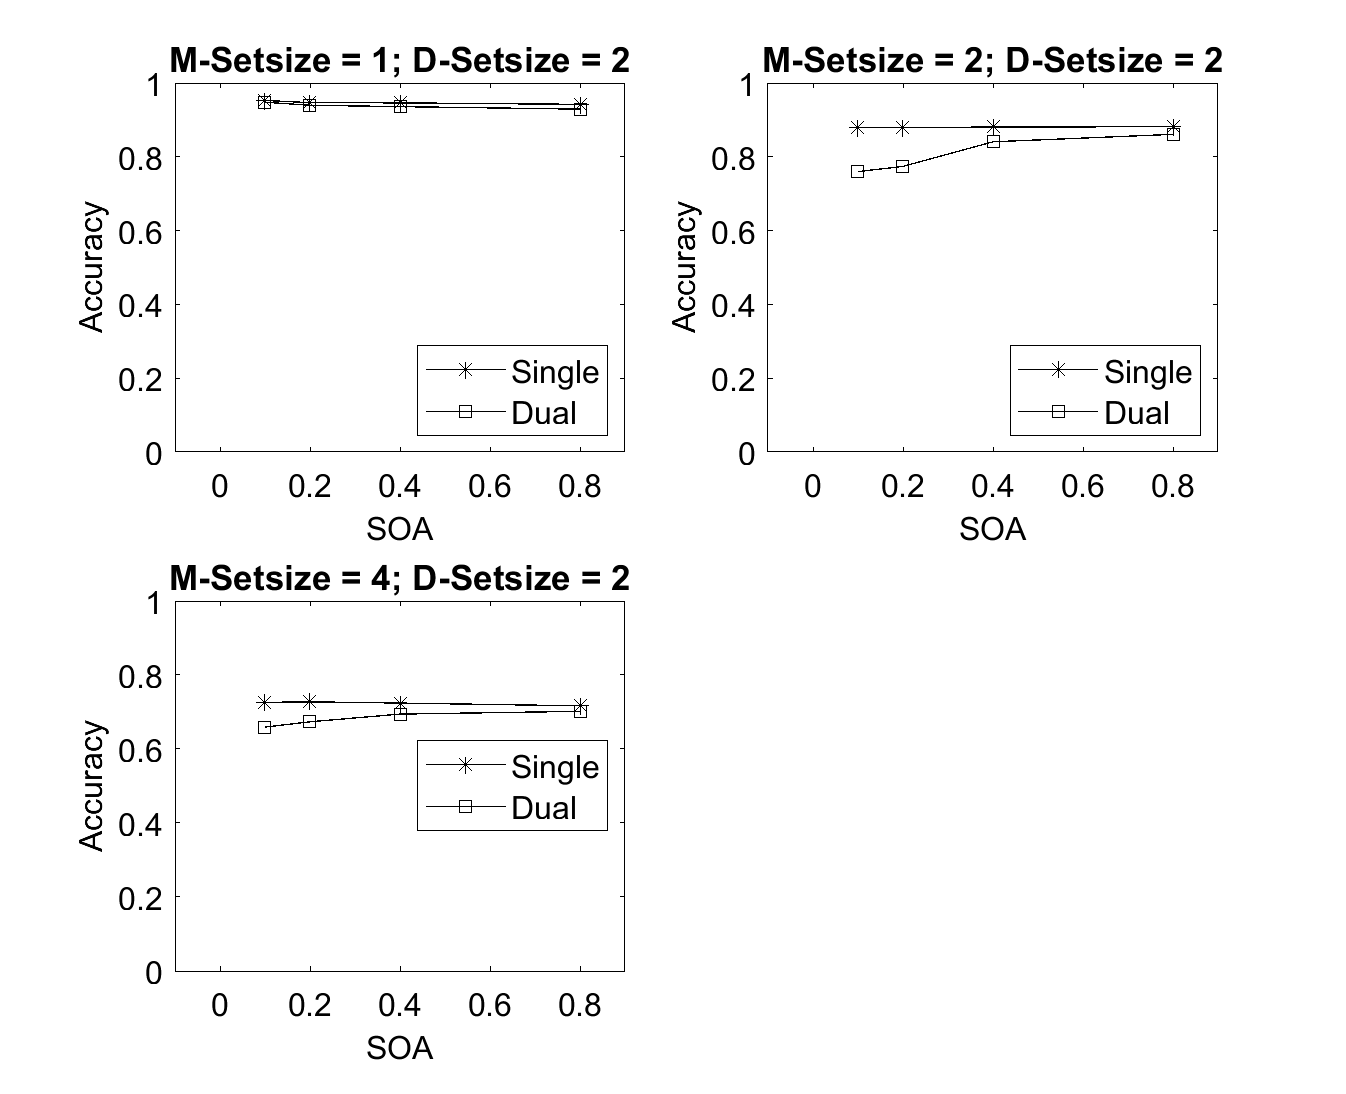 M-Setsize = 1; D-Setsize = 2
1
0.8
0.6
0.4
0.2
0
Accuracy
Single
Dual
0 0.2 0.4 0.6 0.8
SOA
M-Setsize = 2; D-Setsize = 2
1
0.8
0.6
0.4
0.2
0
Accuracy
Single
Dual
0 0.2 0.4 0.6 0.8
SOA
M-Setsize = 4; D-Setsize = 2
1
0.8
0.6
0.4
0.2
0
Accuracy
Single
Dual
0 0.2 0.4 0.6 0.8
SOA